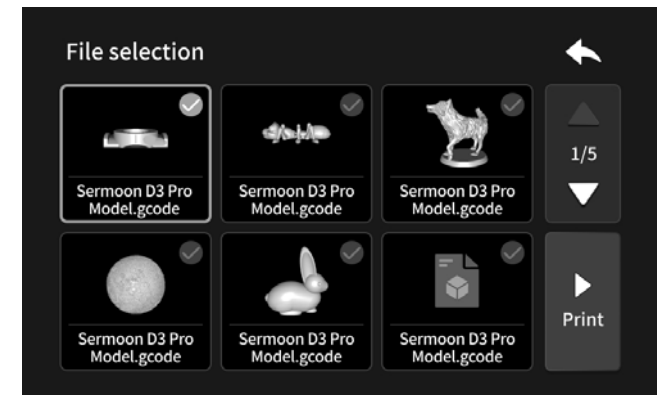 File selection
Sermoon D3 Pro
Model.gcode
Sermoon D3 Pro
Model.gcode
Sermoon D3 Pro
Model.gcode
1/5
Sermoon D3 Pro
Model.gcode
Sermoon D3 Pro
Model.gcode
Sermoon D3 Pro
Model.gcode
Print